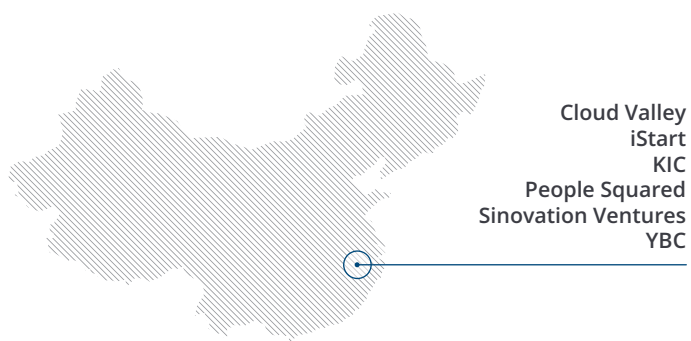 Cloud Valley
iStart
KIC
People Squared
Sinovation Ventures
YBC